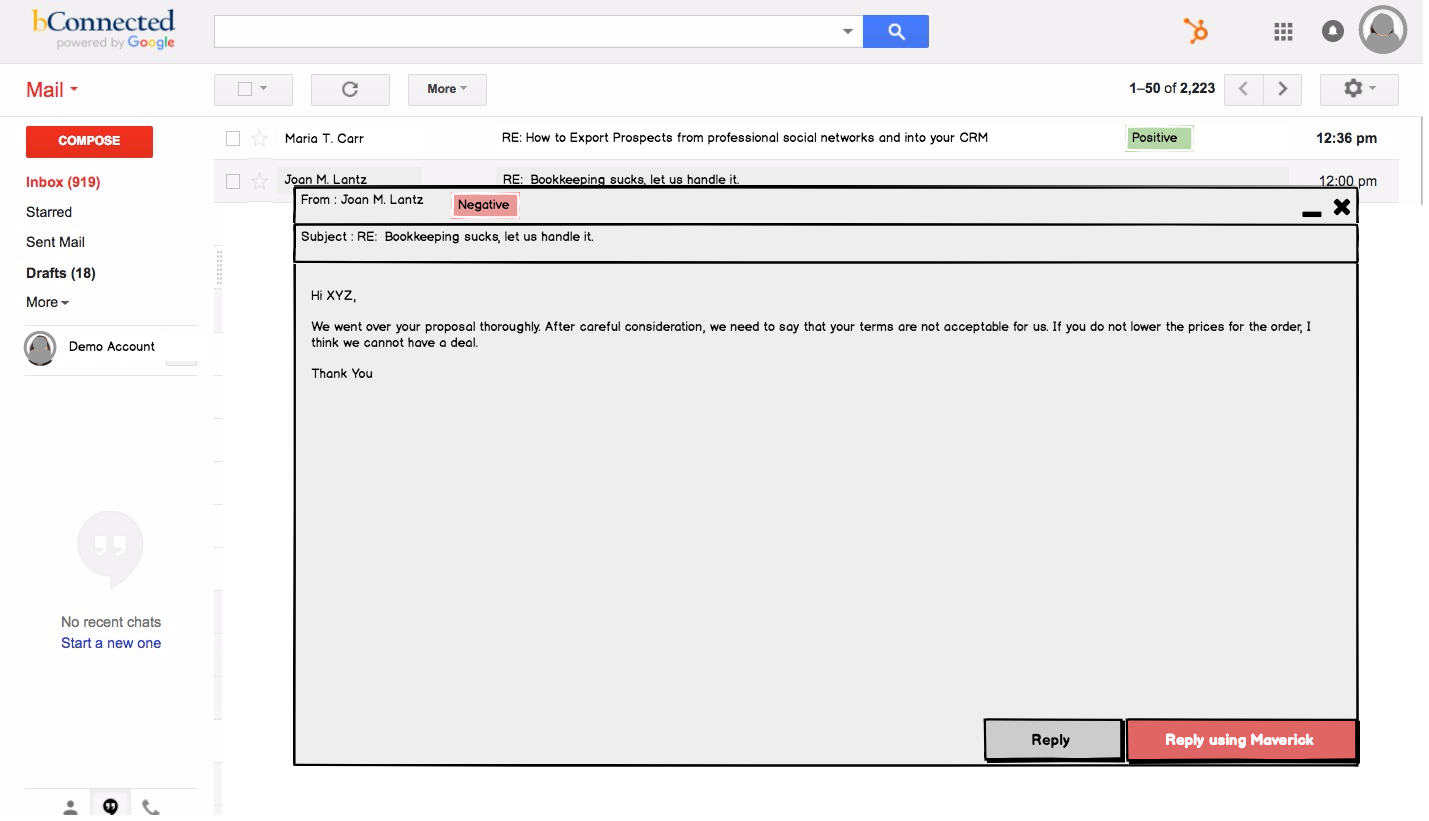 bConnected
powered by Google
Mail
More
1–50 of 2,223
COMPOSE
Maria T. Carr RE: How to Export Prospects from professional social networks and into your CRM Positive 12:36 pm
Inbox (919)
Joan M. Lantz RE: Bookkeeping sucks, let us handle it. 12:00 pm
From : Joan M. Lantz Negative
Starred
Subject : RE: Bookkeeping sucks, let us handle it.
Sent Mail
Drafts (18)
More
Demo Account
Hi XYZ,
We went over your proposal thoroughly. After careful consideration, we need to say that your terms are not acceptable for us. If you do not lower the prices for the order, I
think we cannot have a deal.
Thank You
No recent chats
Start a new one
Reply
Reply using Maverick